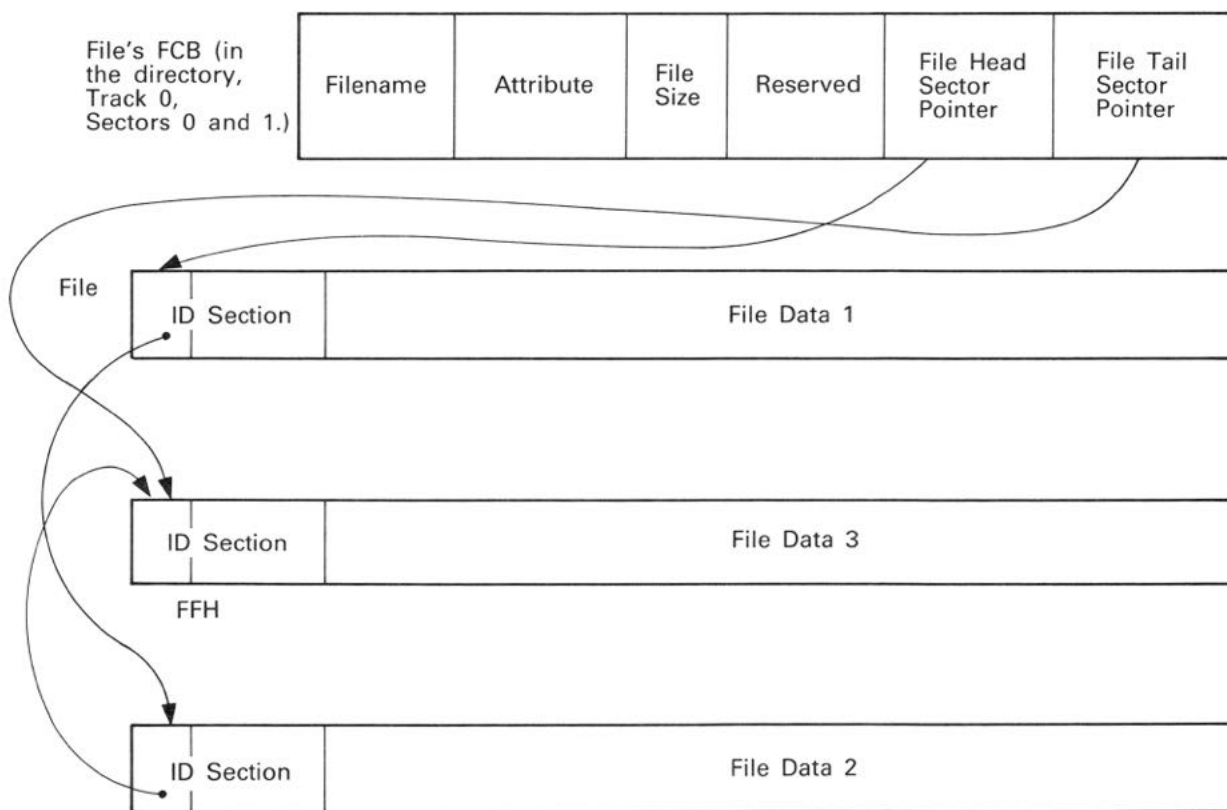 File's FCB (in
the directory,
Track 0,
Sectors 0 and 1.)
Filename
Attribute
File
Size
Reserved
File Head
Sector
Pointer
File Tail
Sector
Pointer
File
ID Section
File Data 1
ID Section
File Data 3
FFH
ID Section
File Data 2